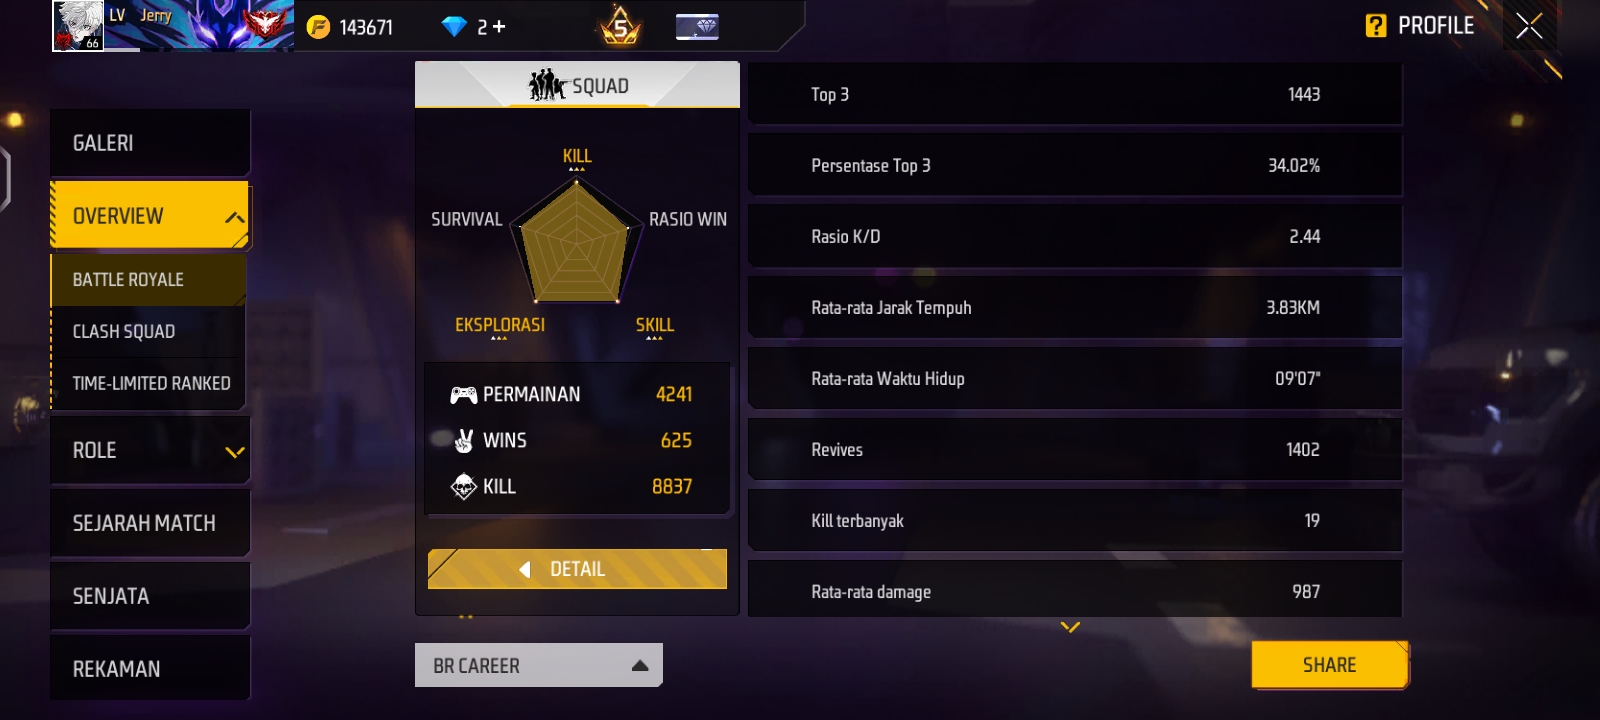 LV Jerry
66
143671
2 +
5
? PROFILE
GALERI
OVERVIEW
BATTLE ROYALE
CLASH SQUAD
TIME-LIMITED RANKED
ROLE
SEJARAH MATCH
SENJATA
REKAMAN
SQUAD
KILL
SURVIVAL
RASIO WIN
EKSPLORASI
SKILL
PERMAINAN 4241
WINS 625
KILL 8837
DETAIL
BR CAREER
Top 3 1443
Persentase Top 3 34.02%
Rasio K/D 2.44
Rata-rata Jarak Tempuh 3.83KM
Rata-rata Waktu Hidup 09'07"
Revives 1402
Kill terbanyak 19
Rata-rata damage 987
SHARE